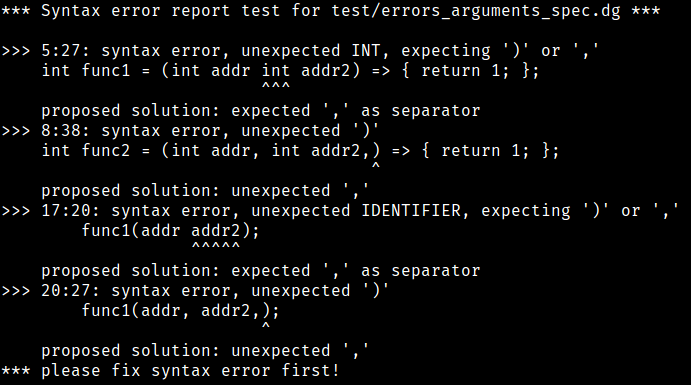 *** Syntax error report test for test/errors_arguments_spec.dg ***
>>> 5:27: syntax error, unexpected INT, expecting ')' or ','
    int func1 = (int addr int addr2) => { return 1; };
                          ^^^
    proposed solution: expected ',' as separator
>>> 8:38: syntax error, unexpected ')'
    int func2 = (int addr, int addr2,) => { return 1; };
                                     ^
    proposed solution: unexpected ','
>>> 17:20: syntax error, unexpected IDENTIFIER, expecting ')' or ','
        func1(addr addr2);
                   ^^^^^
    proposed solution: expected ',' as separator
>>> 20:27: syntax error, unexpected ')'
        func1(addr, addr2,);
                          ^
    proposed solution: unexpected ','
*** please fix syntax error first!